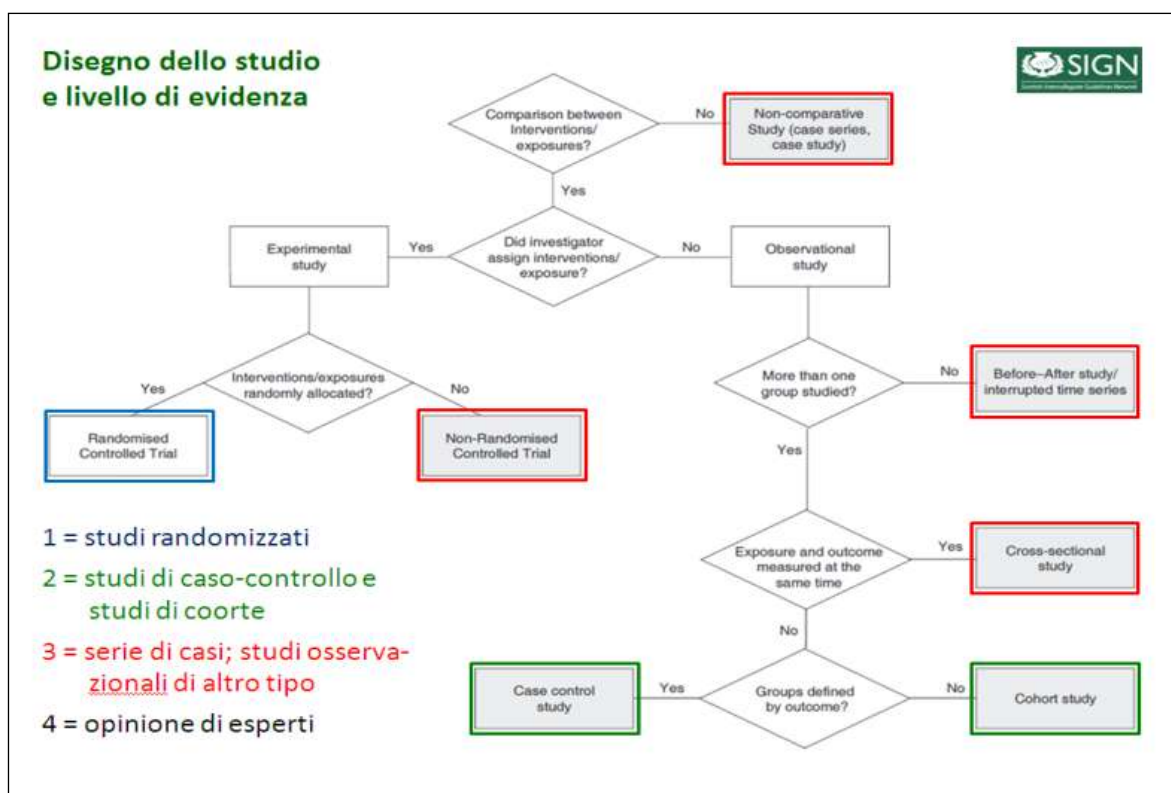 Disegno dello studio
e livello di evidenza
SIGN
Comparison between
Interventions/
exposures?
No
Non-comparative
Study (case series,
case study)
Yes
Experimental
study
Yes
Did investigator
assign interventions/
exposure?
No
Observational
study
Yes
Interventions/exposures
randomly allocated?
No
More than one
group studied?
No
Before–After study/
interrupted time series
Randomised
Controlled Trial
Non-Randomised
Controlled Trial
Yes
1 = studi randomizzati
2 = studi di caso-controllo e
studi di coorte
3 = serie di casi; studi osserva-
zionali di altro tipo
4 = opinione di esperti
Exposure and outcome
measured at the
same time
Yes
Cross-sectional
study
No
Case control
study
Yes
Groups defined
by outcome?
No
Cohort study